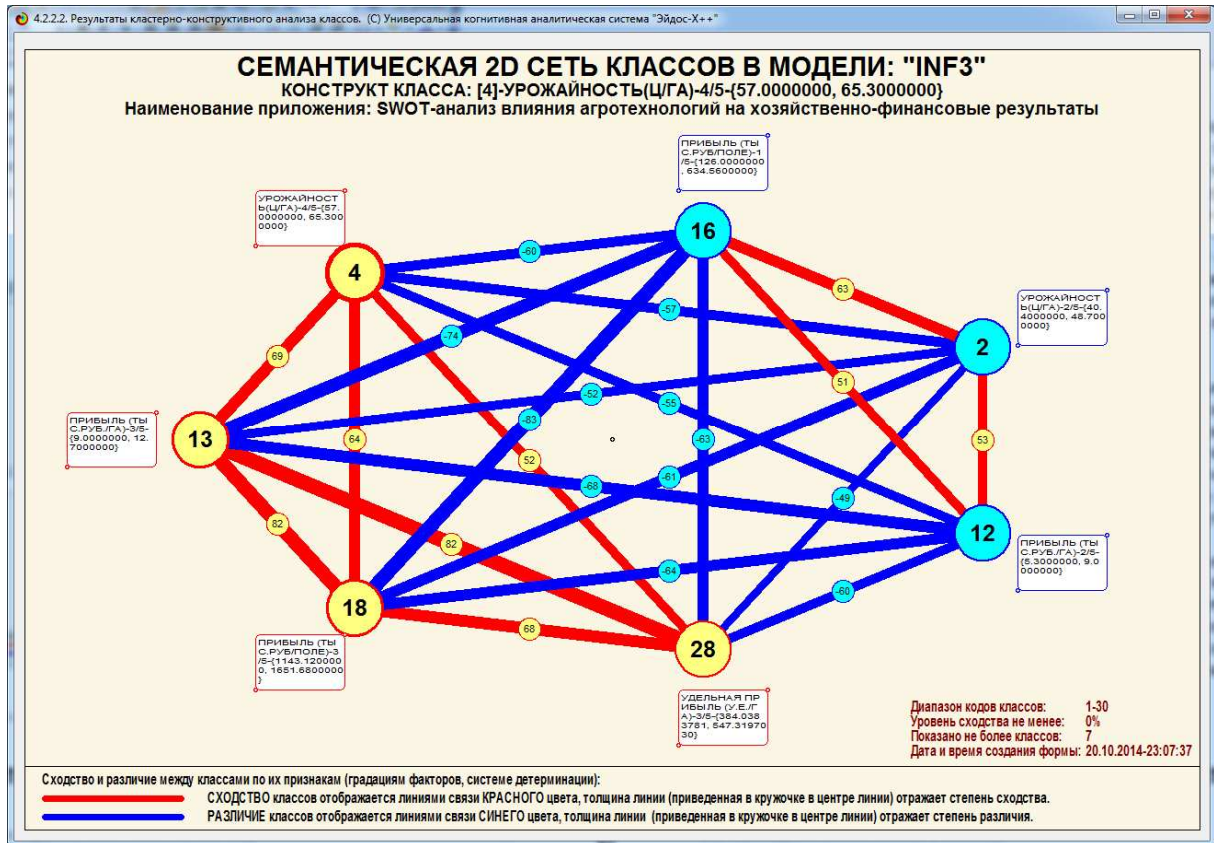 4.2.2.2. Результаты кластерно-конструктивного анализа классов. (С) Универсальная когнитивная аналитическая система "Эйдос-X++"
СЕМАНТИЧЕСКАЯ 2D СЕТЬ КЛАССОВ В МОДЕЛИ: "INF3"
КОНСТРУКТ КЛАССА: [4]-УРОЖАЙНОСТЬ(Ц/ГА)-4/5-{57.0000000, 65.3000000}
Наименование приложения: SWOT-анализ влияния агротехнологий на хозяйственно-финансовые результаты
ПРИБЫЛЬ (ТЫ
С.РУБ/ПОЛЕ)-1
/5-{126.0000000
, 634.5600000}
УРОЖАЙНОСТ
Ь(Ц/ГА)-4/5-{57.
0000000, 65.300
0000}
16
4
-60
63
УРОЖАЙНОСТ
Ь(Ц/ГА)-2/5-{40.
4000000, 48.700
0000}
-57
-74
2
69
51
-52
-55
ПРИБЫЛЬ (ТЫ
С.РУБ./ГА)-3/5-
{9.0000000, 12.
7000000}
13
64
-83
-63
53
52
-61
-68
-49
82
82
12
ПРИБЫЛЬ (ТЫ
С.РУБ./ГА)-2/5-
{5.3000000, 9.0
000000}
-64
-60
18
68
28
ПРИБЫЛЬ (ТЫ
С.РУБ/ПОЛЕ)-3
/5-{1143.120000
0, 1651.6800000
}
УДЕЛЬНАЯ ПР
ИБЫЛЬ (У.Е./Г
А)-3/5-{384.038
3781, 547.31970
30}
Диапазон кодов классов: 1-30
Уровень сходства не менее: 0%
Показано не более классов: 7
Дата и время создания формы: 20.10.2014-23:07:37
Сходство и различие между классами по их признакам (градациям факторов, системе детерминации):
СХОДСТВО классов отображается линиями связи КРАСНОГО цвета, толщина линии (приведенная в кружочке в центре линии) отражает степень сходства.
РАЗЛИЧИЕ классов отображается линиями связи СИНЕГО цвета, толщина линии (приведенная в кружочке в центре линии) отражает степень различия.